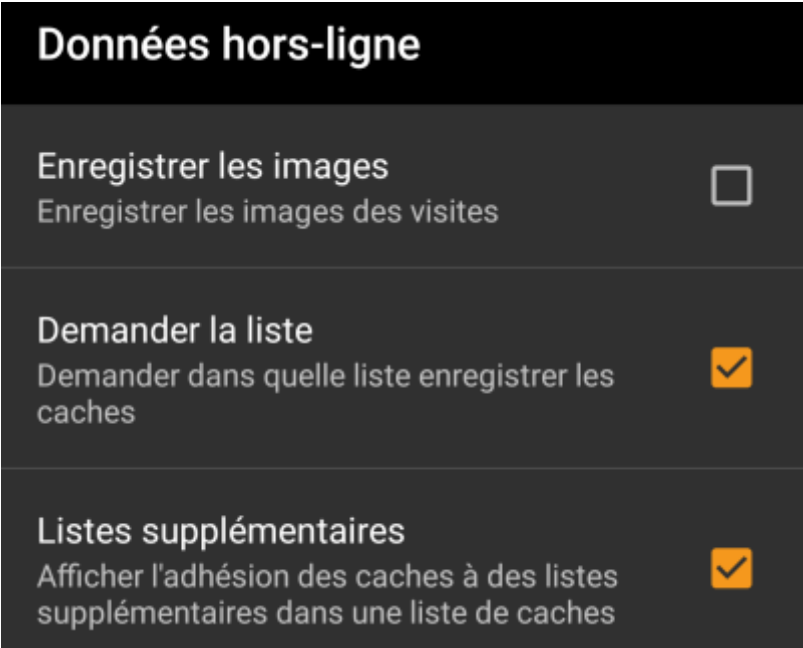 Données hors-ligne
Enregistrer les images
Enregistrer les images des visites
Demander la liste
Demander dans quelle liste enregistrer les
caches
Listes supplémentaires
Afficher l'adhésion des caches à des listes
supplémentaires dans une liste de caches